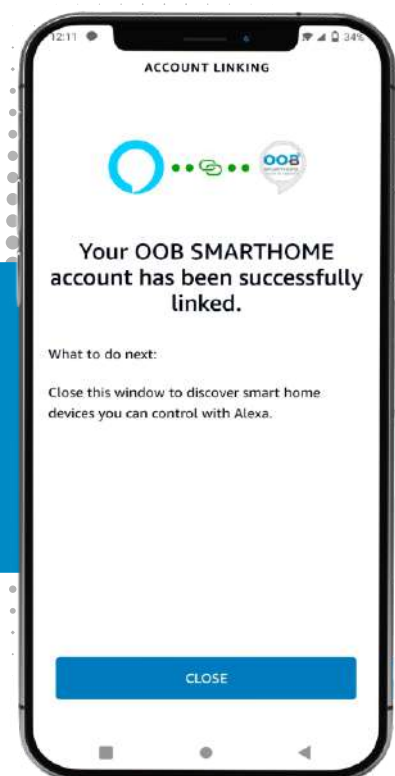 12:11
34%
ACCOUNT LINKING
OOB
Your OOB SMARTHOME
account has been successfully
linked.
What to do next:
Close this window to discover smart home
devices you can control with Alexa.
CLOSE